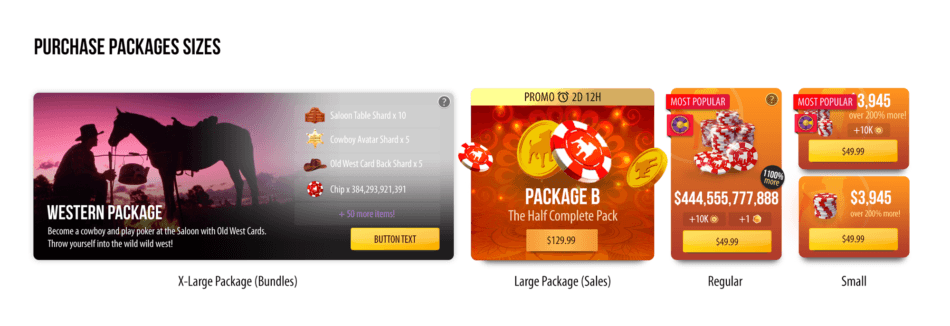 PURCHASE PACKAGES SIZES
?
Saloon Table Shard x 10
Cowboy Avatar Shard x 5
Old West Card Back Shard x 5
Chip x 384,293,921,391
+ 50 more items!
WESTERN PACKAGE
Become a cowboy and play poker at the Saloon with Old West Cards.
Throw yourself into the wild wild west!
BUTTON TEXT
X-Large Package (Bundles)
PROMO 2D 12H
PACKAGE B
The Half Complete Pack
$129.99
Large Package (Sales)
MOST POPULAR
?
1100%
more
$444,555,777,888
+10K
+1
$49.99
Regular
MOST POPULAR
3,945
over 200% more!
+10K
$49.99
$3,945
over 200% more!
$49.99
Small